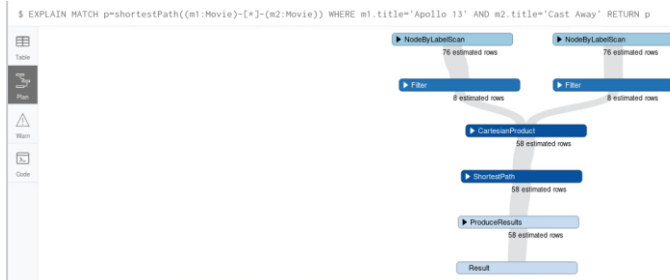 $ EXPLAIN MATCH p=shortestPath((m1:Movie)-[*]-(m2:Movie)) WHERE m1.title='Apollo 13' AND m2.title='Cast Away' RETURN p
Table
Plan
Warn
Code
NodeByLabelScan NodeByLabelScan
76 estimated rows 76 estimated rows
Filter Filter
8 estimated rows 8 estimated rows
CartesianProduct
58 estimated rows
ShortestPath
58 estimated rows
ProduceResults
58 estimated rows
Result